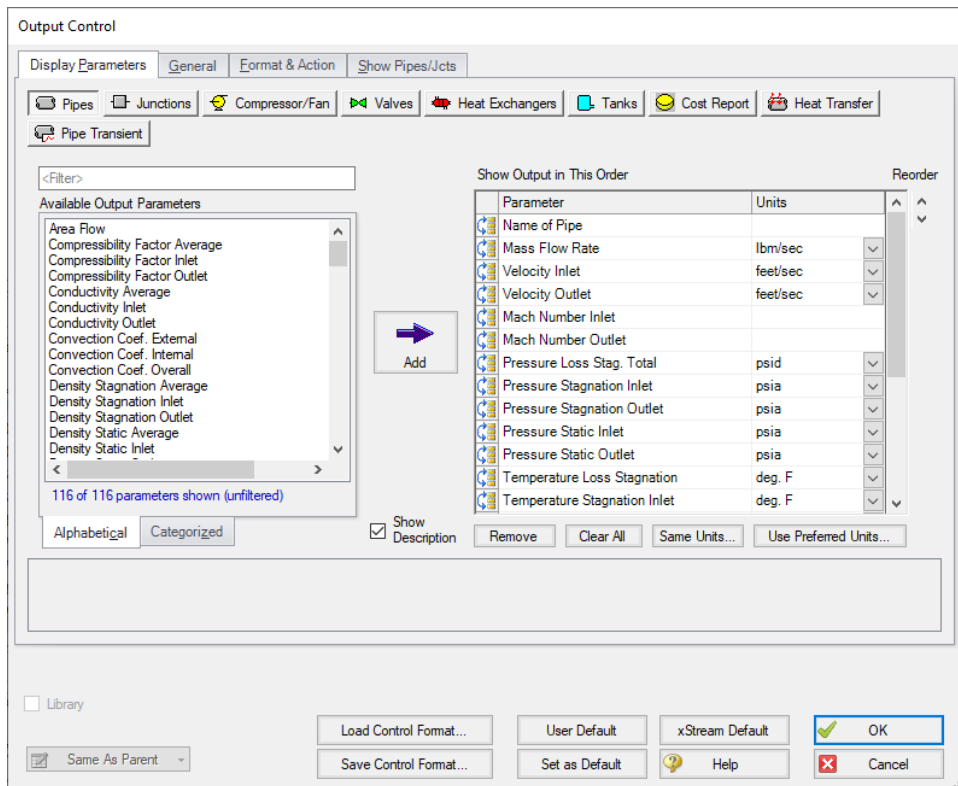 Output Control
Display Parameters General Format & Action Show Pipes/Jcts
Pipes Junctions Compressor/Fan Valves Heat Exchangers Tanks Cost Report Heat Transfer
Pipe Transient
<Filter>
Available Output Parameters
Area Flow
Compressibility Factor Average
Compressibility Factor Inlet
Compressibility Factor Outlet
Conductivity Average
Conductivity Inlet
Conductivity Outlet
Convection Coef. External
Convection Coef. Internal
Convection Coef. Overall
Density Stagnation Average
Density Stagnation Inlet
Density Stagnation Outlet
Density Static Average
Density Static Inlet
116 of 116 parameters shown (unfiltered)
Alphabetical Categorized
Add
Show
Description
Show Output in This Order Reorder
Parameter Units
Name of Pipe
Mass Flow Rate lbm/sec
Velocity Inlet feet/sec
Velocity Outlet feet/sec
Mach Number Inlet
Mach Number Outlet
Pressure Loss Stag. Total psid
Pressure Stagnation Inlet psia
Pressure Stagnation Outlet psia
Pressure Static Inlet psia
Pressure Static Outlet psia
Temperature Loss Stagnation deg. F
Temperature Stagnation Inlet deg. F
Remove Clear All Same Units... Use Preferred Units...
Library
Load Control Format... User Default xStream Default OK
Same As Parent Save Control Format... Set as Default Help Cancel